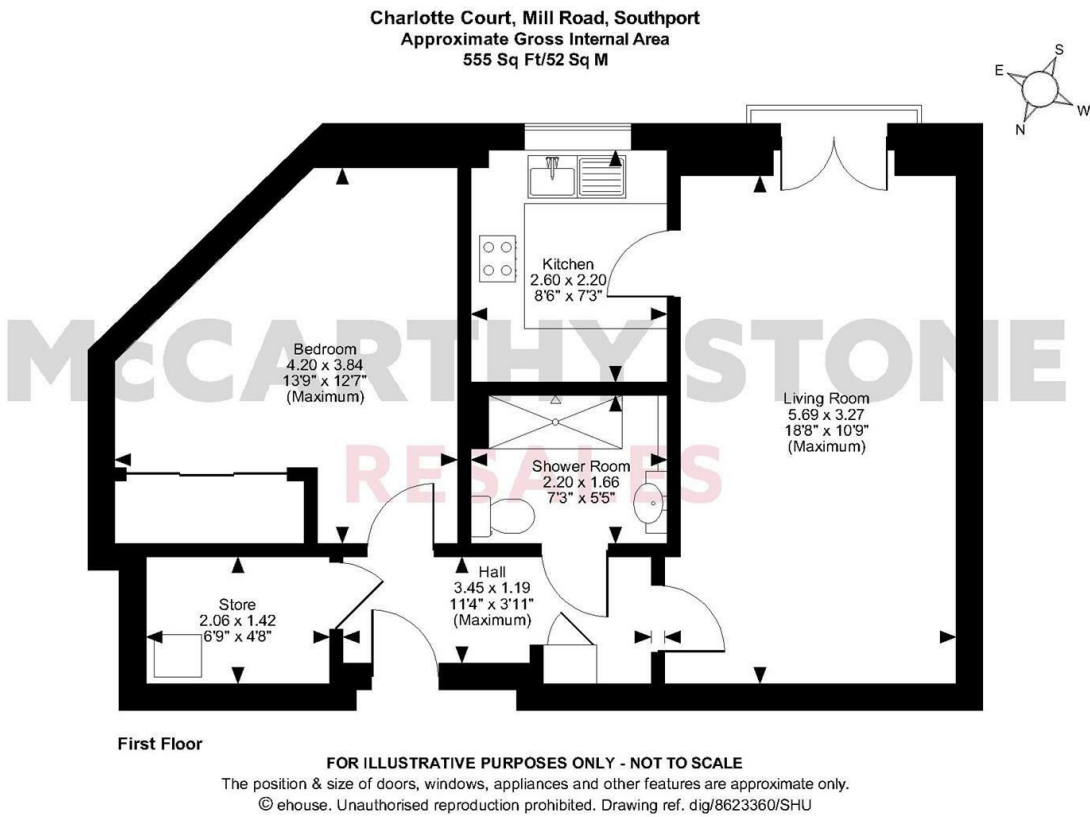 Charlotte Court, Mill Road, Southport
Approximate Gross Internal Area
555 Sq Ft/52 Sq M
S
E
W
N
Kitchen
2.60 x 2.20
8'6" x 7'3"
McCARTHY STONE
RESALES
Bedroom
4.20 x 3.84
13'9" x 12'7"
(Maximum)
Living Room
5.69 x 3.27
18'8" x 10'9"
(Maximum)
Shower Room
2.20 x 1.66
7'3" x 5'5"
Hall
3.45 x 1.19
11'4" x 3'11"
(Maximum)
Store
2.06 x 1.42
6'9" x 4'8"
First Floor
FOR ILLUSTRATIVE PURPOSES ONLY - NOT TO SCALE
The position & size of doors, windows, appliances and other features are approximate only.
© ehouse. Unauthorised reproduction prohibited. Drawing ref. dig/8623360/SHU